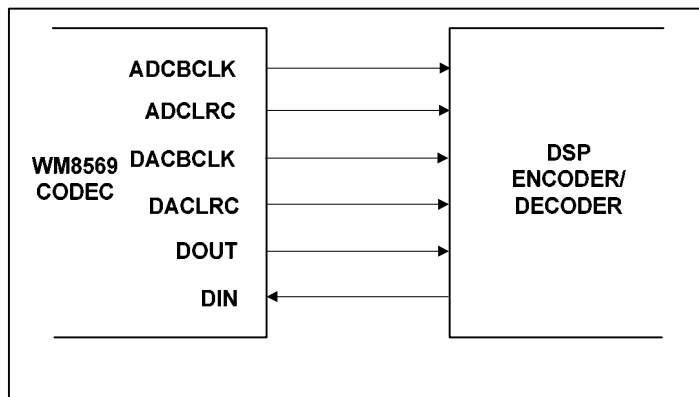 ADCBCLK
ADCLRC
WM8569
CODEC
DACBCLK
DACLRC
DOUT
DIN
DSP
ENCODER/
DECODER